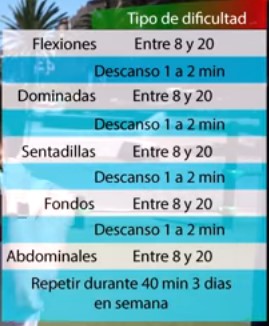 Tipo de dificultad
Flexiones Entre 8 y 20
Descanso 1 a 2 min
Dominadas Entre 8 y 20
Descanso 1 a 2 min
Sentadillas Entre 8 y 20
Descanso 1 a 2 min
Fondos Entre 8 y 20
Descanso 1 a 2 min
Abdominales Entre 8 y 20
Repetir durante 40 min 3 dias
en semana